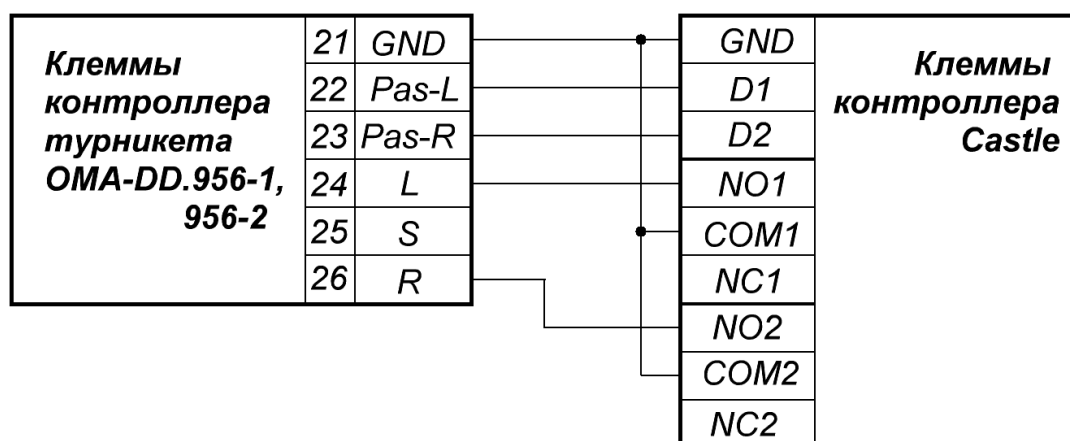 Клеммы
контроллера
турникета
ОМА-DD.956-1,
956-2
21 GND
22 Pas-L
23 Pas-R
24 L
25 S
26 R
GND
D1
D2
NO1
COM1
NC1
NO2
COM2
NC2
Клеммы
контроллера
Castle